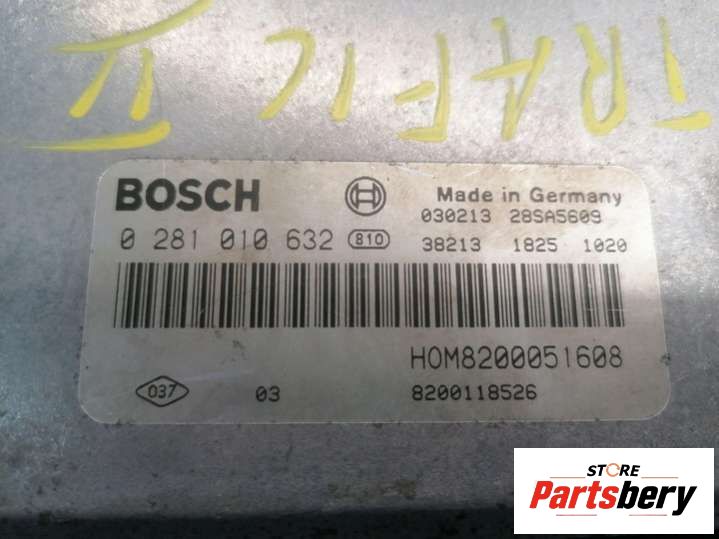 TRAFIC II
BOSCH Made in Germany
030213 28SA5609
0 281 010 632 810 38213 1825 1020
HOM8200051608
037 03 8200118526
STORE
Partsbery